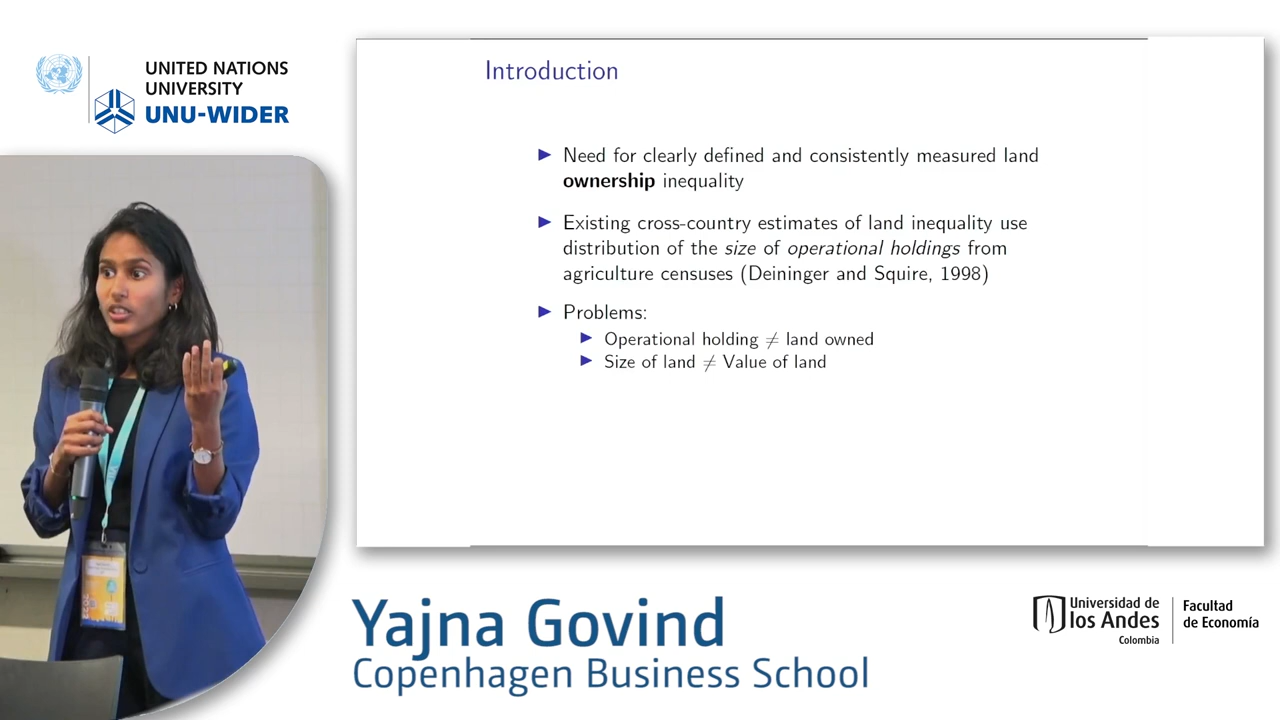 UNITED NATIONS
UNIVERSITY
UNU-WIDER
Introduction
▶ Need for clearly defined and consistently measured land
ownership inequality
▶ Existing cross-country estimates of land inequality use
distribution of the size of operational holdings from
agriculture censuses (Deininger and Squire, 1998)
▶ Problems:
▶ Operational holding ≠ land owned
▶ Size of land ≠ Value of land
Yajna Govind
Copenhagen Business School
Universidad de
los Andes
Colombia
Facultad
de Economía